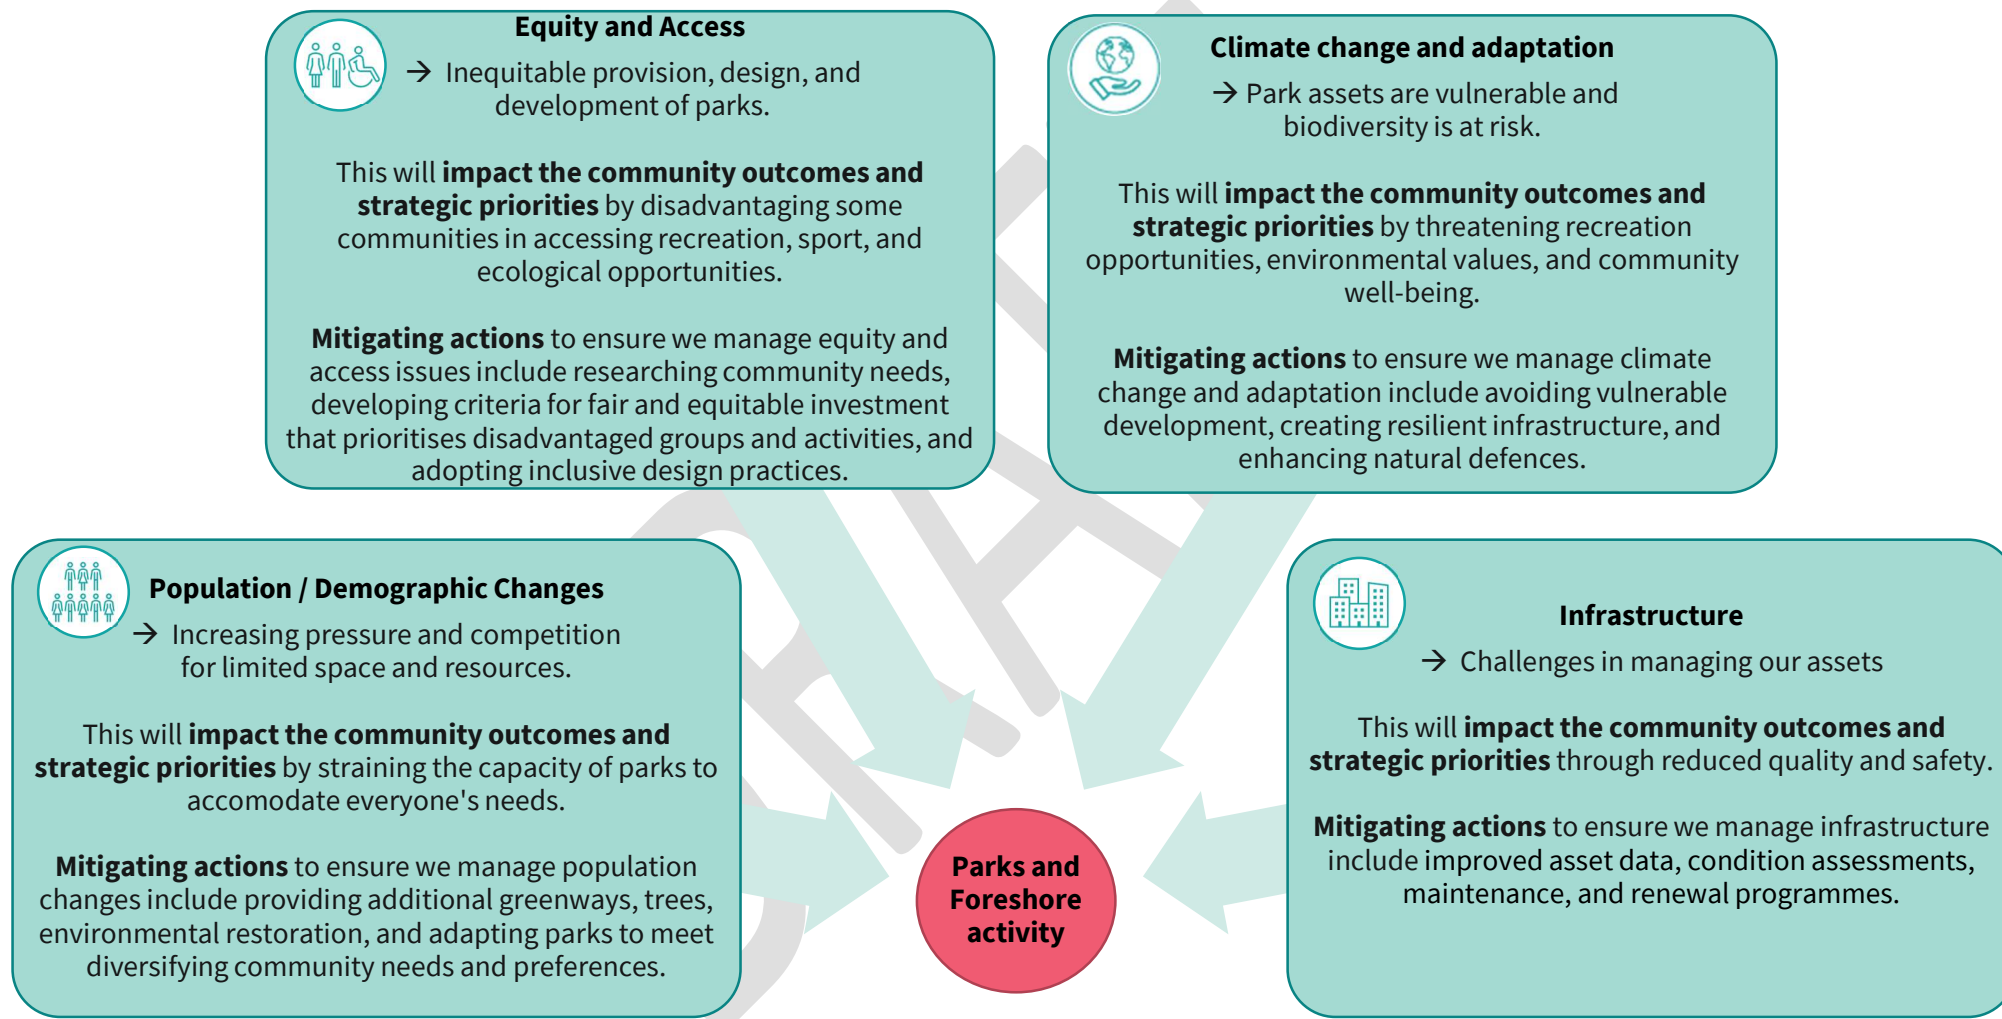 Equity and Access
→ Inequitable provision, design, and
development of parks.
This will impact the community outcomes and
strategic priorities by disadvantaging some
communities in accessing recreation, sport, and
ecological opportunities.
Mitigating actions to ensure we manage equity and
access issues include researching community needs,
developing criteria for fair and equitable investment
that prioritises disadvantaged groups and activities, and
adopting inclusive design practices.
Climate change and adaptation
→ Park assets are vulnerable and
biodiversity is at risk.
This will impact the community outcomes and
strategic priorities by threatening recreation
opportunities, environmental values, and community
well-being.
Mitigating actions to ensure we manage climate
change and adaptation include avoiding vulnerable
development, creating resilient infrastructure, and
enhancing natural defences.
Population / Demographic Changes
→ Increasing pressure and competition
for limited space and resources.
This will impact the community outcomes and
strategic priorities by straining the capacity of parks to
accomodate everyone's needs.
Mitigating actions to ensure we manage population
changes include providing additional greenways, trees,
environmental restoration, and adapting parks to meet
diversifying community needs and preferences.
Parks and
Foreshore
activity
Infrastructure
→ Challenges in managing our assets
This will impact the community outcomes and
strategic priorities through reduced quality and safety.
Mitigating actions to ensure we manage infrastructure
include improved asset data, condition assessments,
maintenance, and renewal programmes.